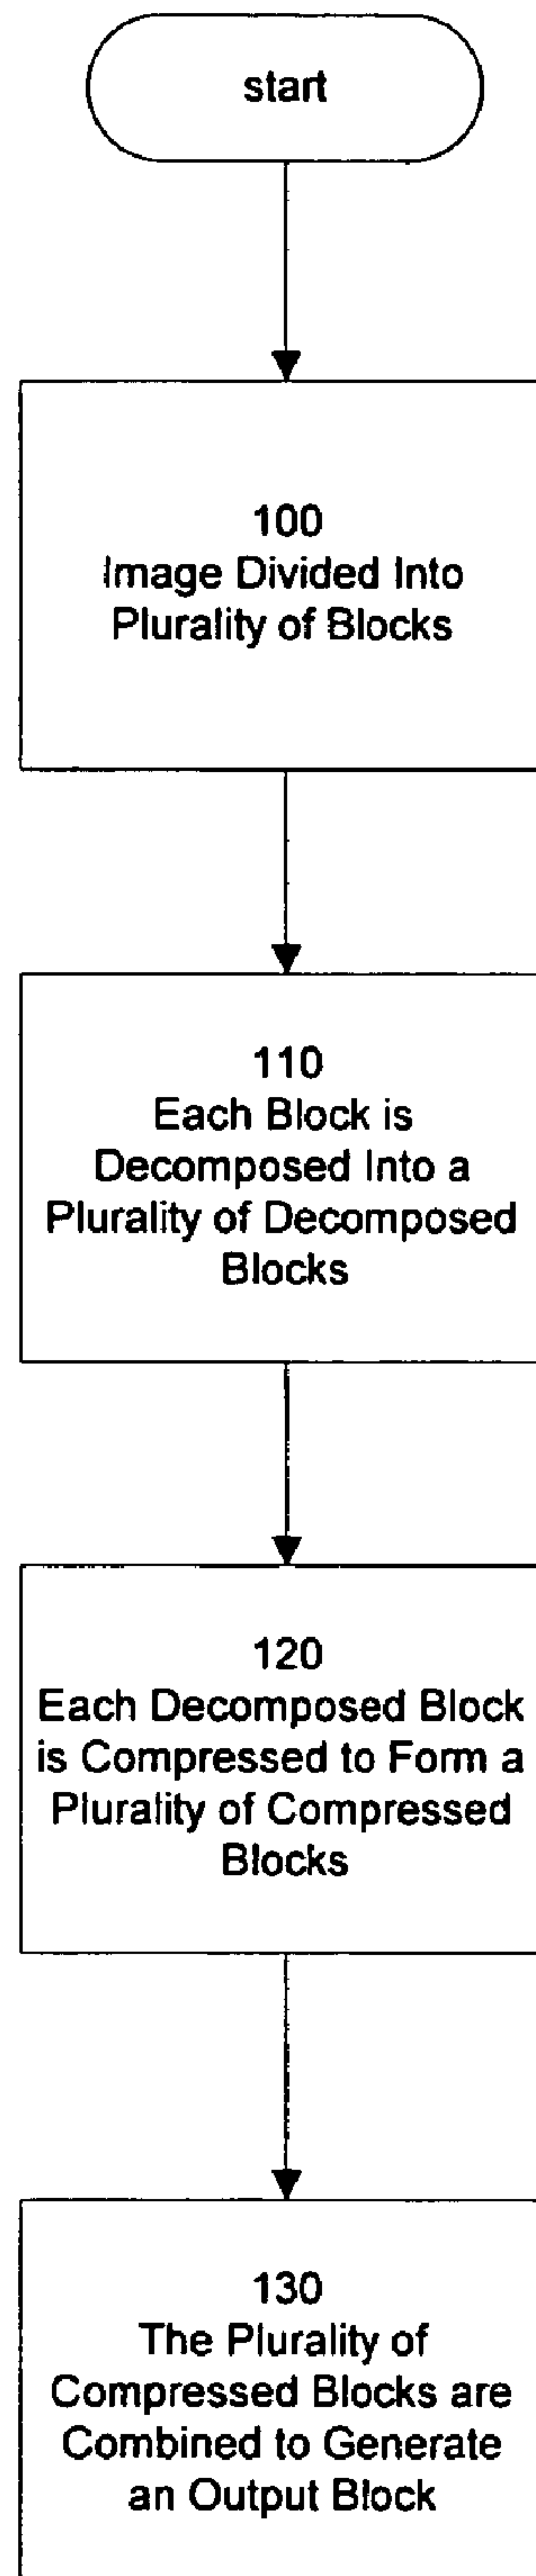 start
100
Image Divided Into
Plurality of Blocks
110
Each Block is
Decomposed Into a
Plurality of Decomposed
Blocks
120
Each Decomposed Block
is Compressed to Form a
Plurality of Compressed
Blocks
130
The Plurality of
Compressed Blocks are
Combined to Generate
an Output Block